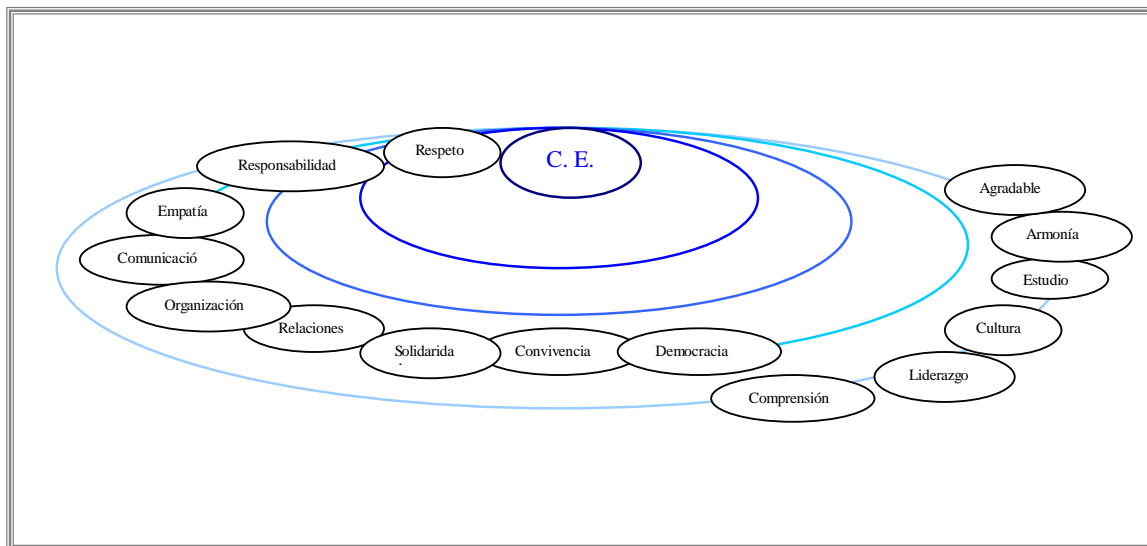 C. E.
Respeto
Responsabilidad
Empatía
Comunicació
Organización
Relaciones
Solidarida
Convivencia
Democracia
Comprensión
Liderazgo
Cultura
Estudio
Armonía
Agradable